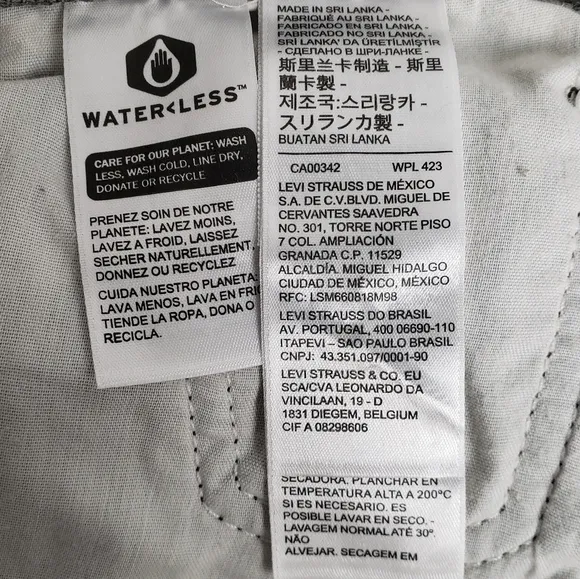 WATER<LESS™
CARE FOR OUR PLANET: WASH
LESS, WASH COLD, LINE DRY,
DONATE OR RECYCLE
PRENEZ SOIN DE NOTRE
PLANETE: LAVEZ MOINS,
LAVEZ A FROID, LAISSEZ
SECHER NATURELLEMENT,
DONNEZ OU RECYCLEZ
CUIDA NUESTRO PLANETA:
LAVA MENOS, LAVA EN FRI
TIENDE LA ROPA, DONA O
RECICLA.
MADE IN SRI LANKA -
FABRIQUÉ AU SRI LANKA -
FABRICADO EN SRI LANKA -
FABRICADO NO SRI LANKA -
SRİ LANKA'DA ÜRETİLMİŞTİR
- СДЕЛАНО В ШРИ-ЛАНКЕ -
斯里兰卡制造 - 斯里
蘭卡製 -
제조국:스리랑카 -
スリランカ製 -
BUATAN SRI LANKA
CA00342 WPL 423
LEVI STRAUSS DE MÉXICO
S.A. DE C.V.BLVD. MIGUEL DE
CERVANTES SAAVEDRA
NO. 301, TORRE NORTE PISO
7 COL. AMPLIACIÓN
GRANADA C.P. 11529
ALCALDÍA. MIGUEL HIDALGO
CIUDAD DE MÉXICO, MÉXICO
RFC: LSM660818M98
LEVI STRAUSS DO BRASIL
AV. PORTUGAL, 400 06690-110
ITAPEVI – SAO PAULO BRASIL
CNPJ: 43.351.097/0001-90
LEVI STRAUSS & CO. EU
SCA/CVA LEONARDO DA
VINCILAAN, 19 - D
1831 DIEGEM, BELGIUM
CIF A 08298606
SECADORA. PLANCHAR EN
TEMPERATURA ALTA A 200°C
SI ES NECESARIO. ES
POSIBLE LAVAR EN SECO. -
LAVAGEM NORMAL ATÉ 30°.
NÃO
ALVEJAR. SECAGEM EM